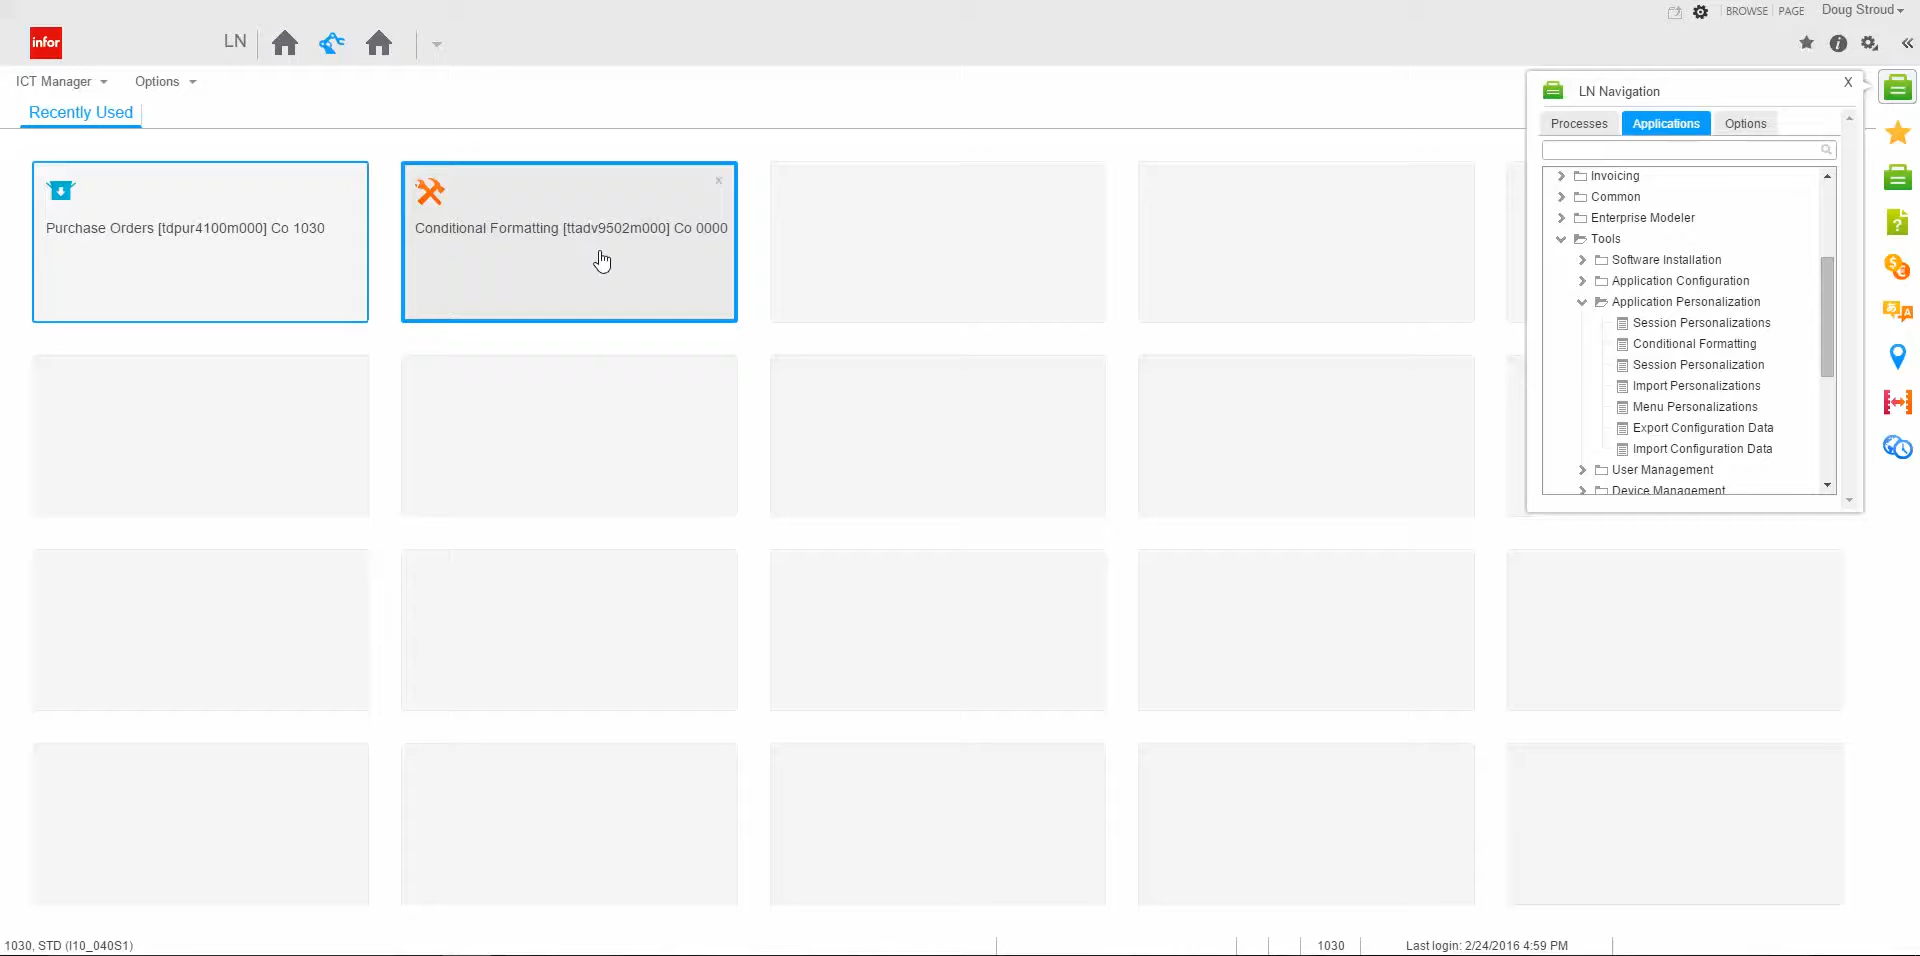 BROWSE PAGE Doug Stroud
infor
LN
ICT Manager Options
Recently Used
Purchase Orders [tdpur4100m000] Co 1030
x
Conditional Formatting [ttadv9502m000] Co 0000
LN Navigation X
Processes Applications Options
Invoicing
Common
Enterprise Modeler
Tools
Software Installation
Application Configuration
Application Personalization
Session Personalizations
Conditional Formatting
Session Personalization
Import Personalizations
Menu Personalizations
Export Configuration Data
Import Configuration Data
User Management
Device Management
1030, STD (I10_040S1) 1030 Last login: 2/24/2016 4:59 PM